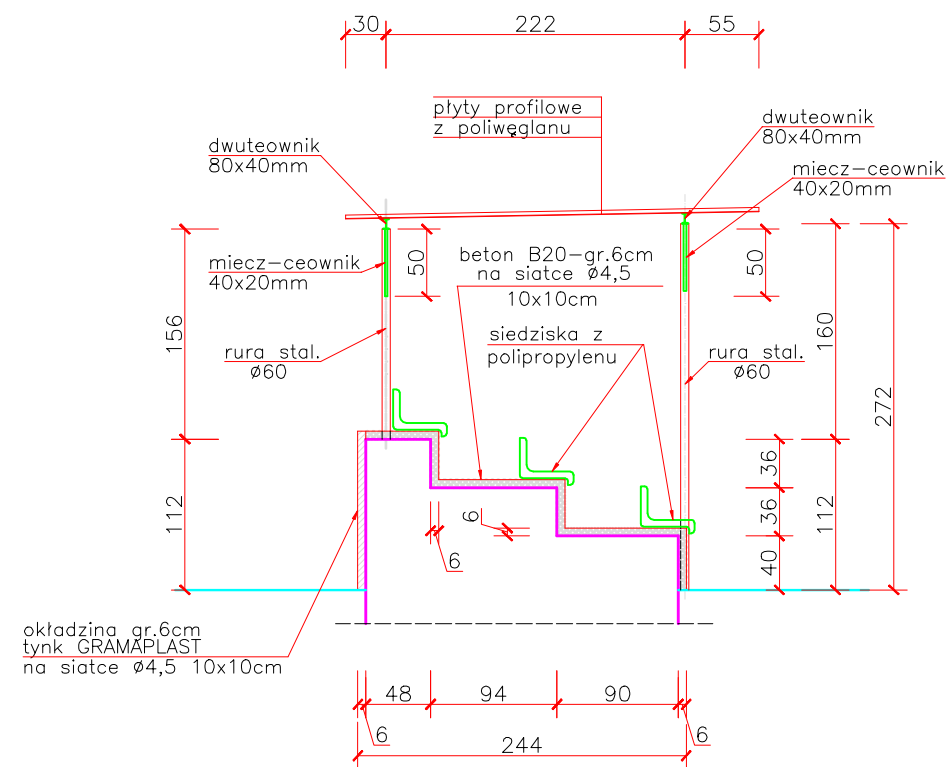 30
222
55
płyty profilowe
z poliwęglanu
dwuteownik
80x40mm
dwuteownik
80x40mm
miecz-ceownik
40x20mm
miecz-ceownik
40x20mm
50
beton B20-gr.6cm
na siatce Ø4,5
10x10cm
50
156
siedziska z
polipropylenu
160
rura stal.
Ø60
rura stal.
Ø60
272
36
112
6
36
112
6
40
okładzina gr.6cm
tynk GRAMAPLAST
na siatce Ø4,5 10x10cm
48
94
90
6
6
244